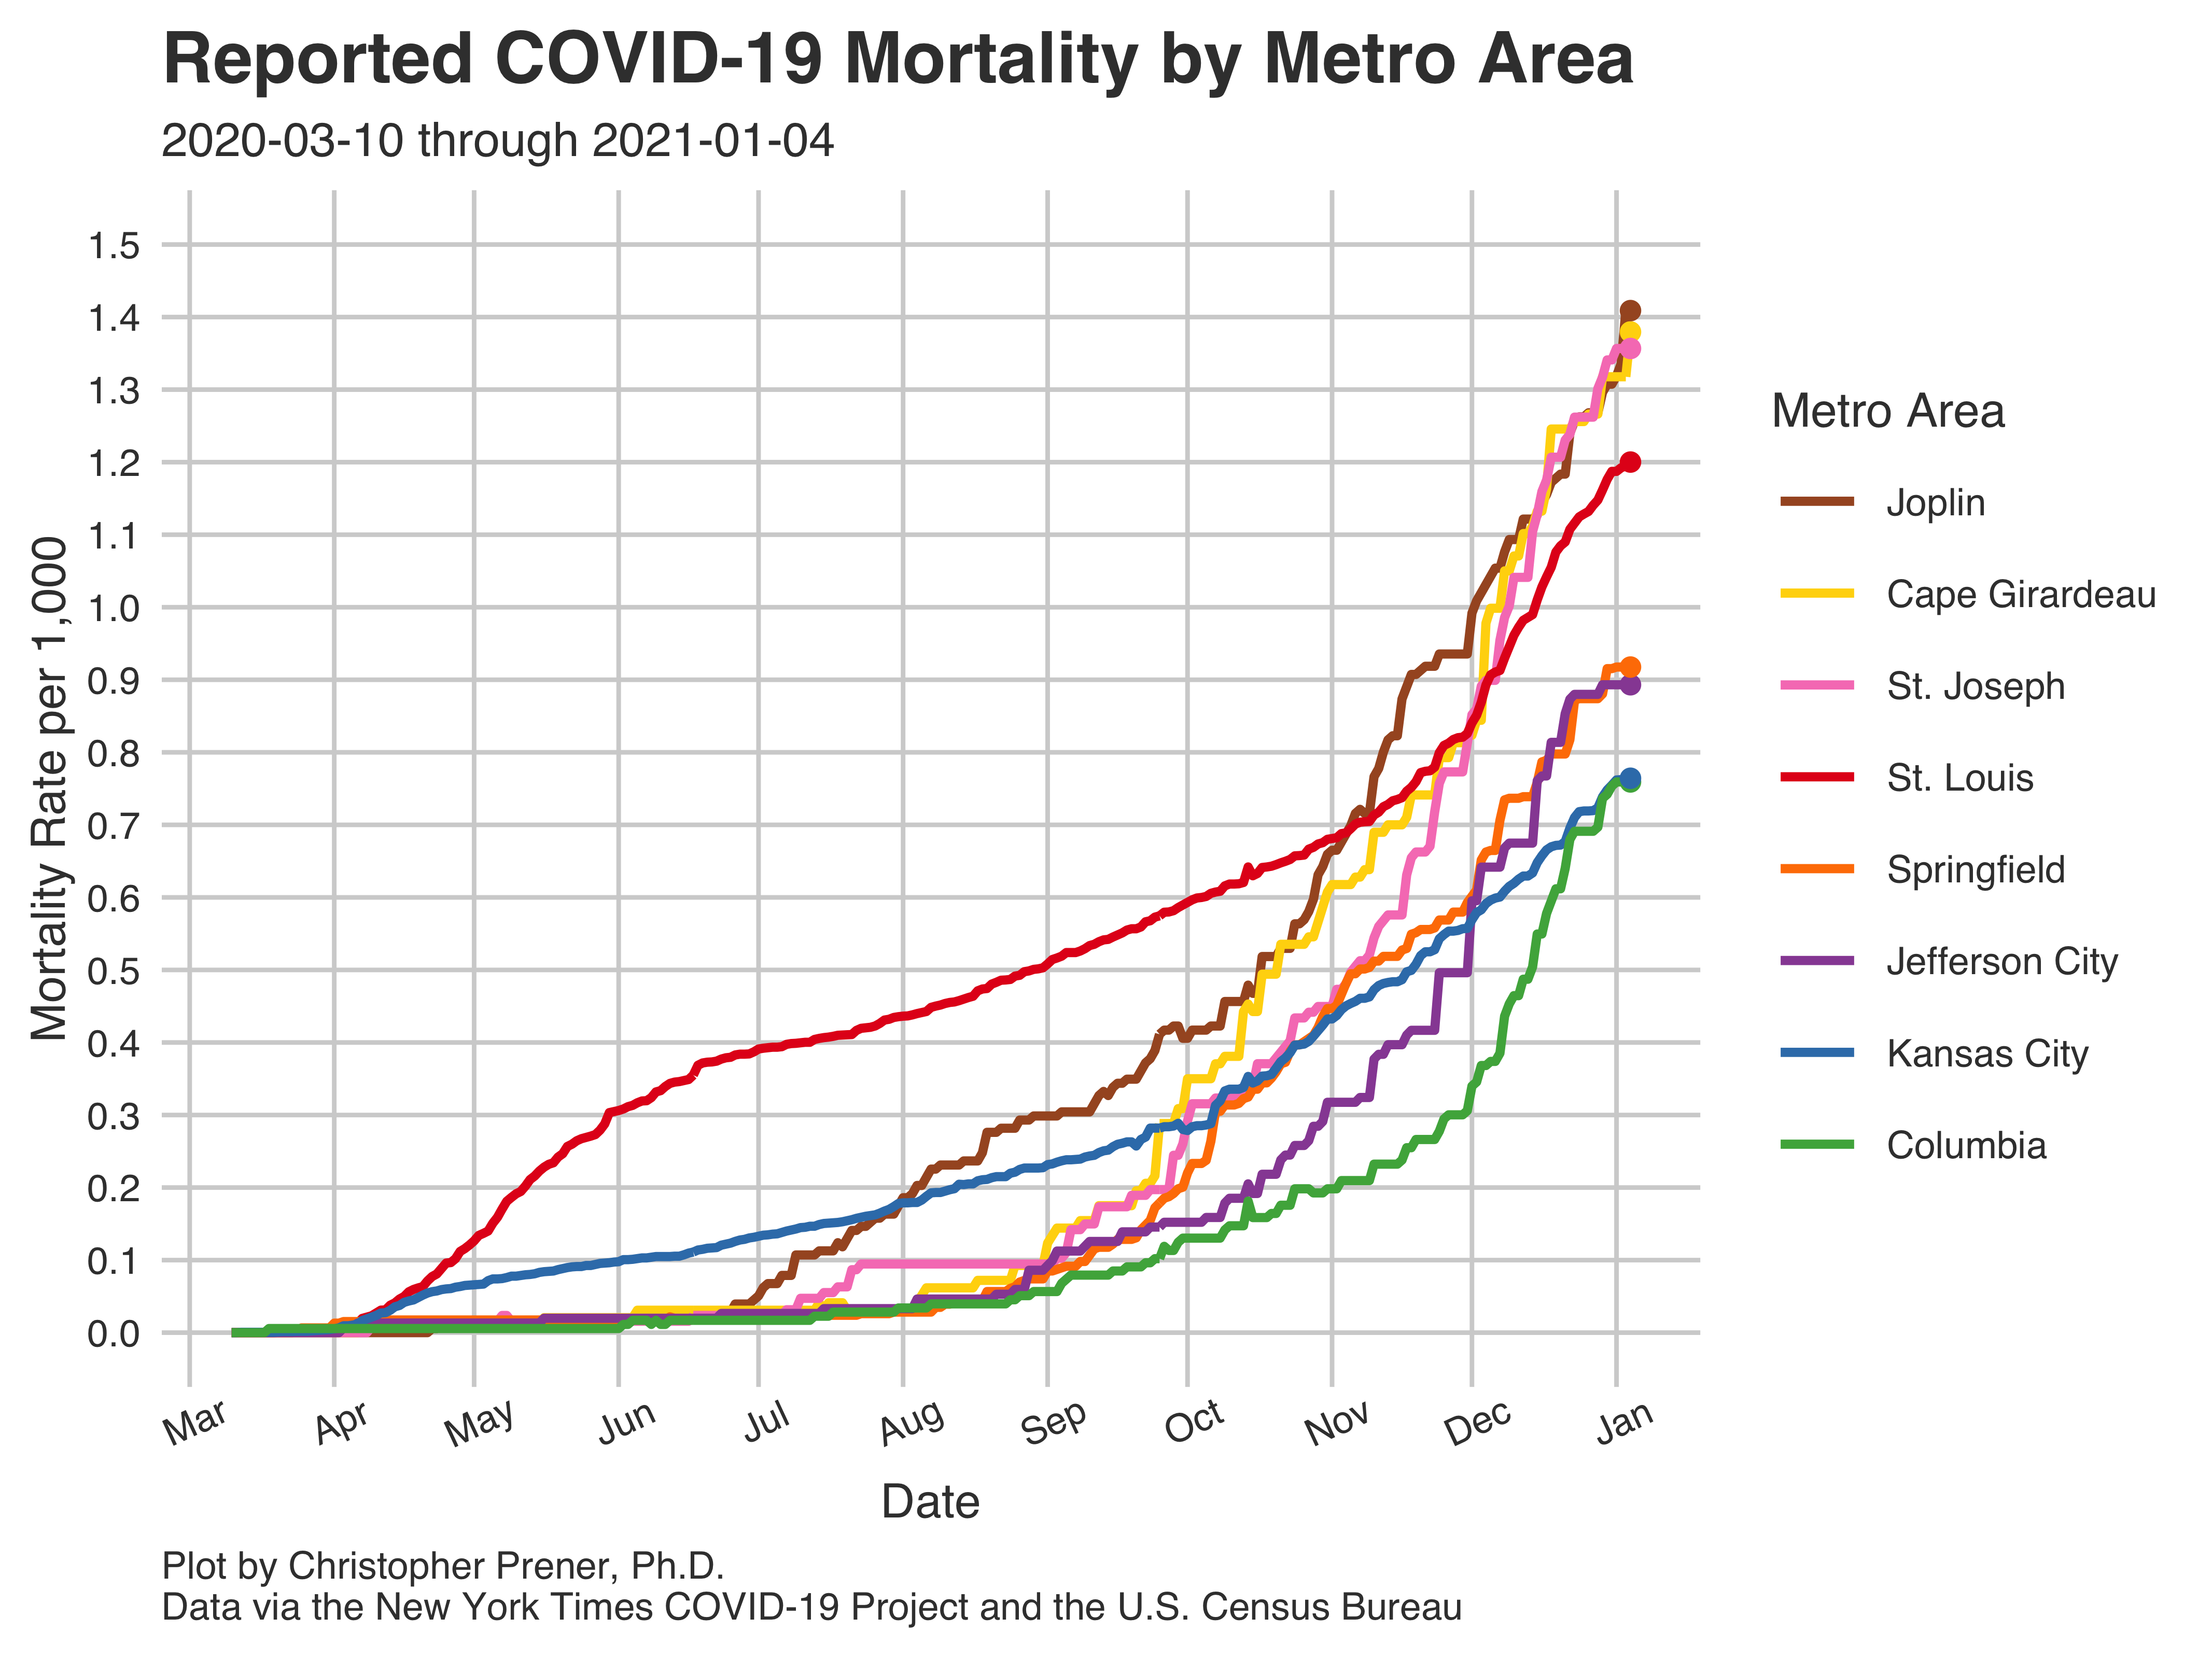 Reported COVID-19 Mortality by Metro Area
2020-03-10 through 2021-01-04
Mortality Rate per 1,000
1.5
1.4
1.3
1.2
1.1
1.0
0.9
0.8
0.7
0.6
0.5
0.4
0.3
0.2
0.1
0.0
Mar Apr May Jun Jul Aug Sep Oct Nov Dec Jan
Date
Metro Area
Joplin
Cape Girardeau
St. Joseph
St. Louis
Springfield
Jefferson City
Kansas City
Columbia
Plot by Christopher Prener, Ph.D.
Data via the New York Times COVID-19 Project and the U.S. Census Bureau